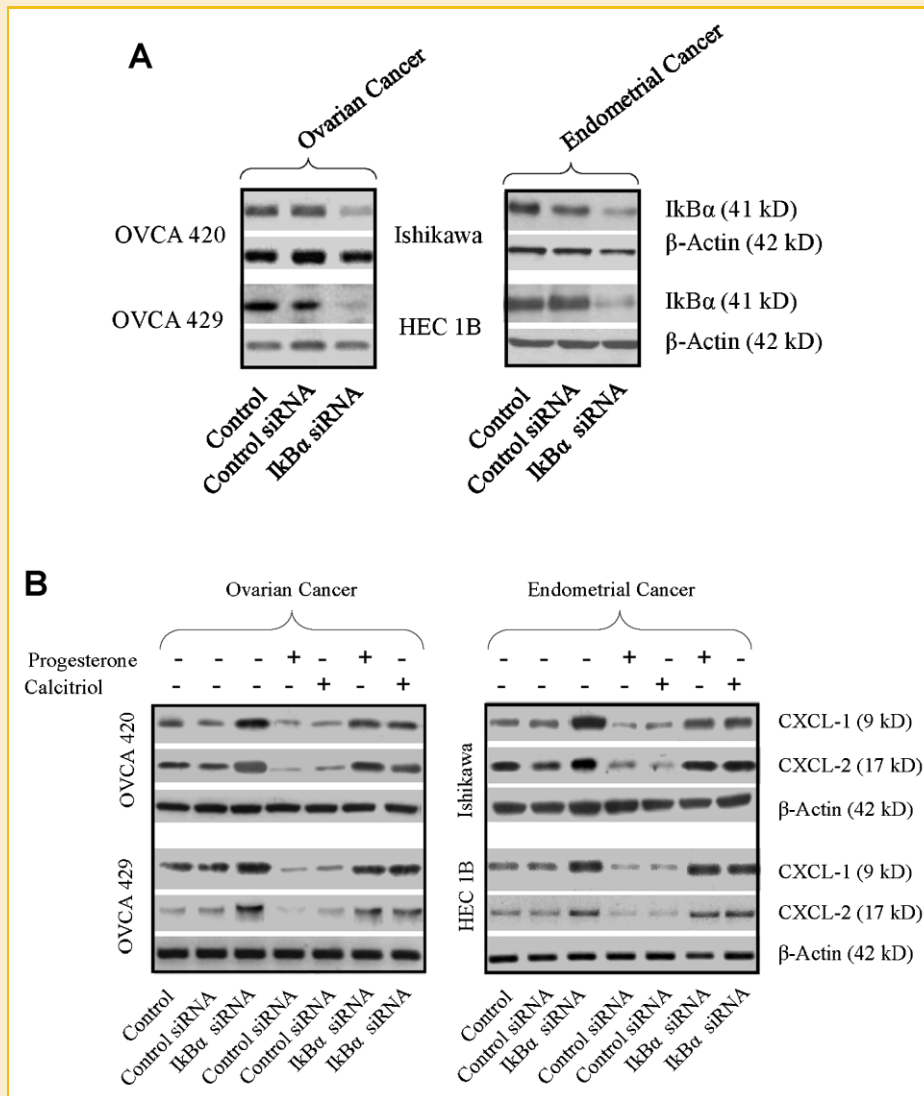 A
Ovarian Cancer
Endometrial Cancer
OVCA 420
Ishikawa
IkBα (41 kD)
β-Actin (42 kD)
OVCA 429
HEC 1B
IkBα (41 kD)
β-Actin (42 kD)
Control
Control siRNA
IkBα siRNA
Control
Control siRNA
IkBα siRNA
B
Ovarian Cancer
Endometrial Cancer
Progesterone - - - + - + - - - - + - + -
Calcitriol - - - - + - + - - - - + - +
OVCA 420
Ishikawa
CXCL-1 (9 kD)
CXCL-2 (17 kD)
β-Actin (42 kD)
OVCA 429
HEC 1B
CXCL-1 (9 kD)
CXCL-2 (17 kD)
β-Actin (42 kD)
Control
Control siRNA
IkBα siRNA
Control siRNA
Control siRNA
IkBα siRNA
IkBα siRNA
Control
Control siRNA
IkBα siRNA
Control siRNA
Control siRNA
IkBα siRNA
IkBα siRNA